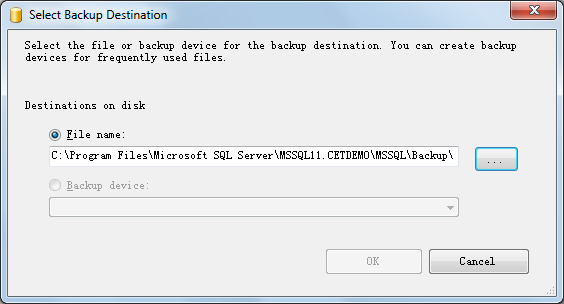 Select Backup Destination
Select the file or backup device for the backup destination. You can create backup
devices for frequently used files.
Destinations on disk
File name:
C:\Program Files\Microsoft SQL Server\MSSQL11.CETDEMO\MSSQL\Backup\
...
Backup device:
OK
Cancel